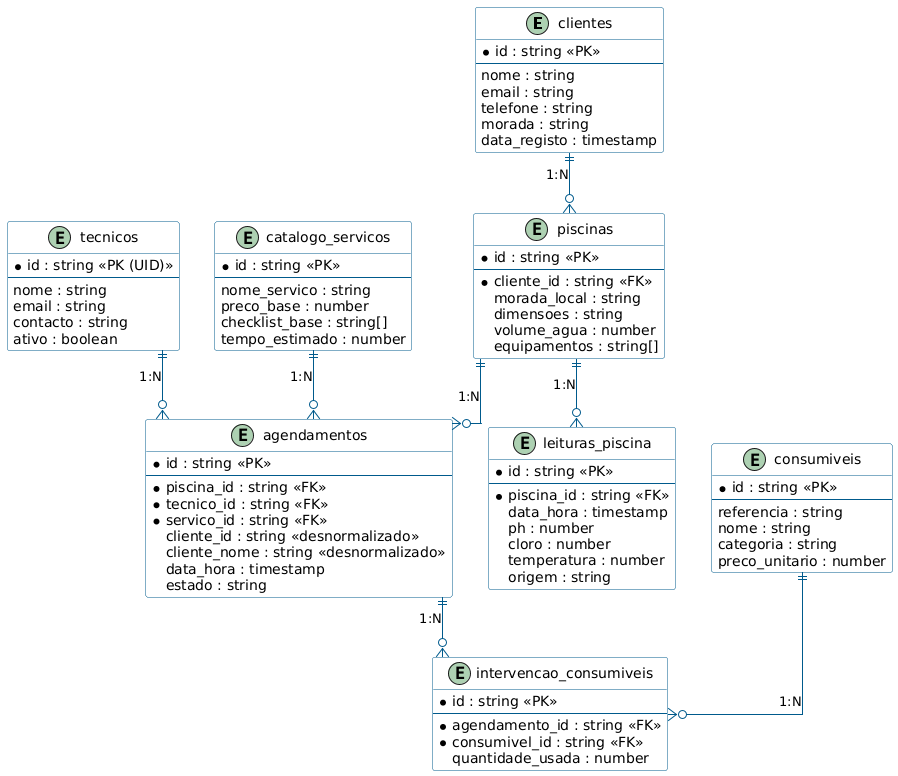 E clientes
id : string «PK»
nome : string
email : string
telefone : string
morada : string
data_registo : timestamp
1:N
E tecnicos
id : string «PK (UID)»
nome : string
email : string
contacto : string
ativo : boolean
E catalogo_servicos
id : string «PK»
nome_servico : string
preco_base : number
checklist_base : string[]
tempo_estimado : number
E piscinas
id : string «PK»
cliente_id : string «FK»
morada_local : string
dimensoes : string
volume_agua : number
equipamentos : string[]
1:N
1:N
1:N
1:N
E agendamentos
id : string «PK»
piscina_id : string «FK»
tecnico_id : string «FK»
servico_id : string «FK»
cliente_id : string «desnormalizado»
cliente_nome : string «desnormalizado»
data_hora : timestamp
estado : string
E leituras_piscina
id : string «PK»
piscina_id : string «FK»
data_hora : timestamp
ph : number
cloro : number
temperatura : number
origem : string
E consumiveis
id : string «PK»
referencia : string
nome : string
categoria : string
preco_unitario : number
1:N
1:N
E intervencao_consumiveis
id : string «PK»
agendamento_id : string «FK»
consumivel_id : string «FK»
quantidade_usada : number